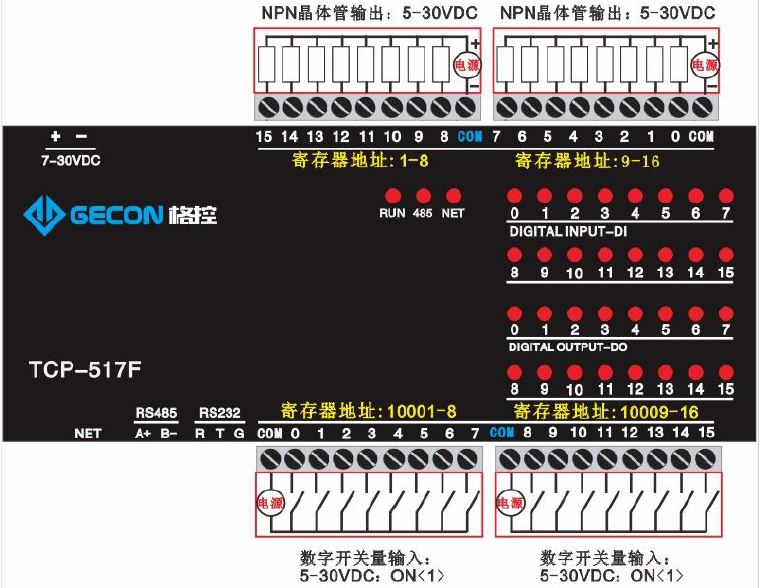 NPN晶体管输出：5-30VDC NPN晶体管输出：5-30VDC
+ +
电源 电源
- -
+ - 15 14 13 12 11 10 9 8 COM 7 6 5 4 3 2 1 0 COM
7-30VDC 寄存器地址:1-8 寄存器地址:9-16
GECON 格控
RUN 485 NET 0 1 2 3 4 5 6 7
DIGITAL INPUT-DI
8 9 10 11 12 13 14 15
0 1 2 3 4 5 6 7
DIGITAL OUTPUT-DO
TCP-517F
8 9 10 11 12 13 14 15
RS485 RS232 寄存器地址:10001-8 寄存器地址:10009-16
NET A+ B- R T G COM 0 1 2 3 4 5 6 7 COM 8 9 10 11 12 13 14 15
电源 电源
数字开关量输入： 数字开关量输入：
5-30VDC：ON<1> 5-30VDC：ON<1>